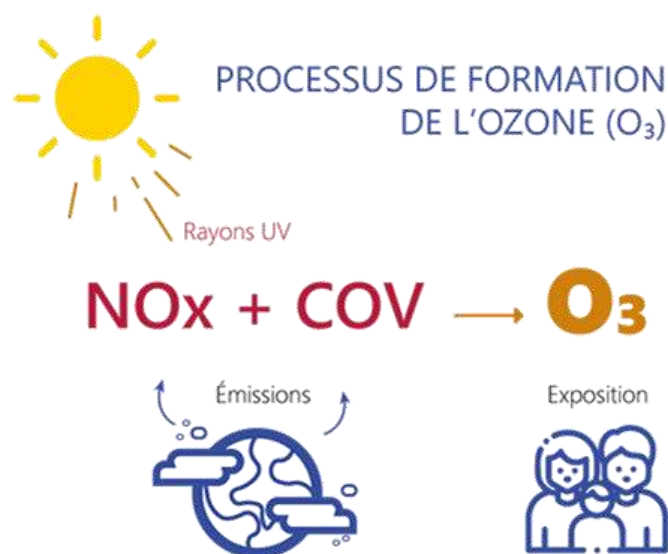 PROCESSUS DE FORMATION
DE L'OZONE (O₃)
Rayons UV
NOx + COV → O₃
Émissions
Exposition